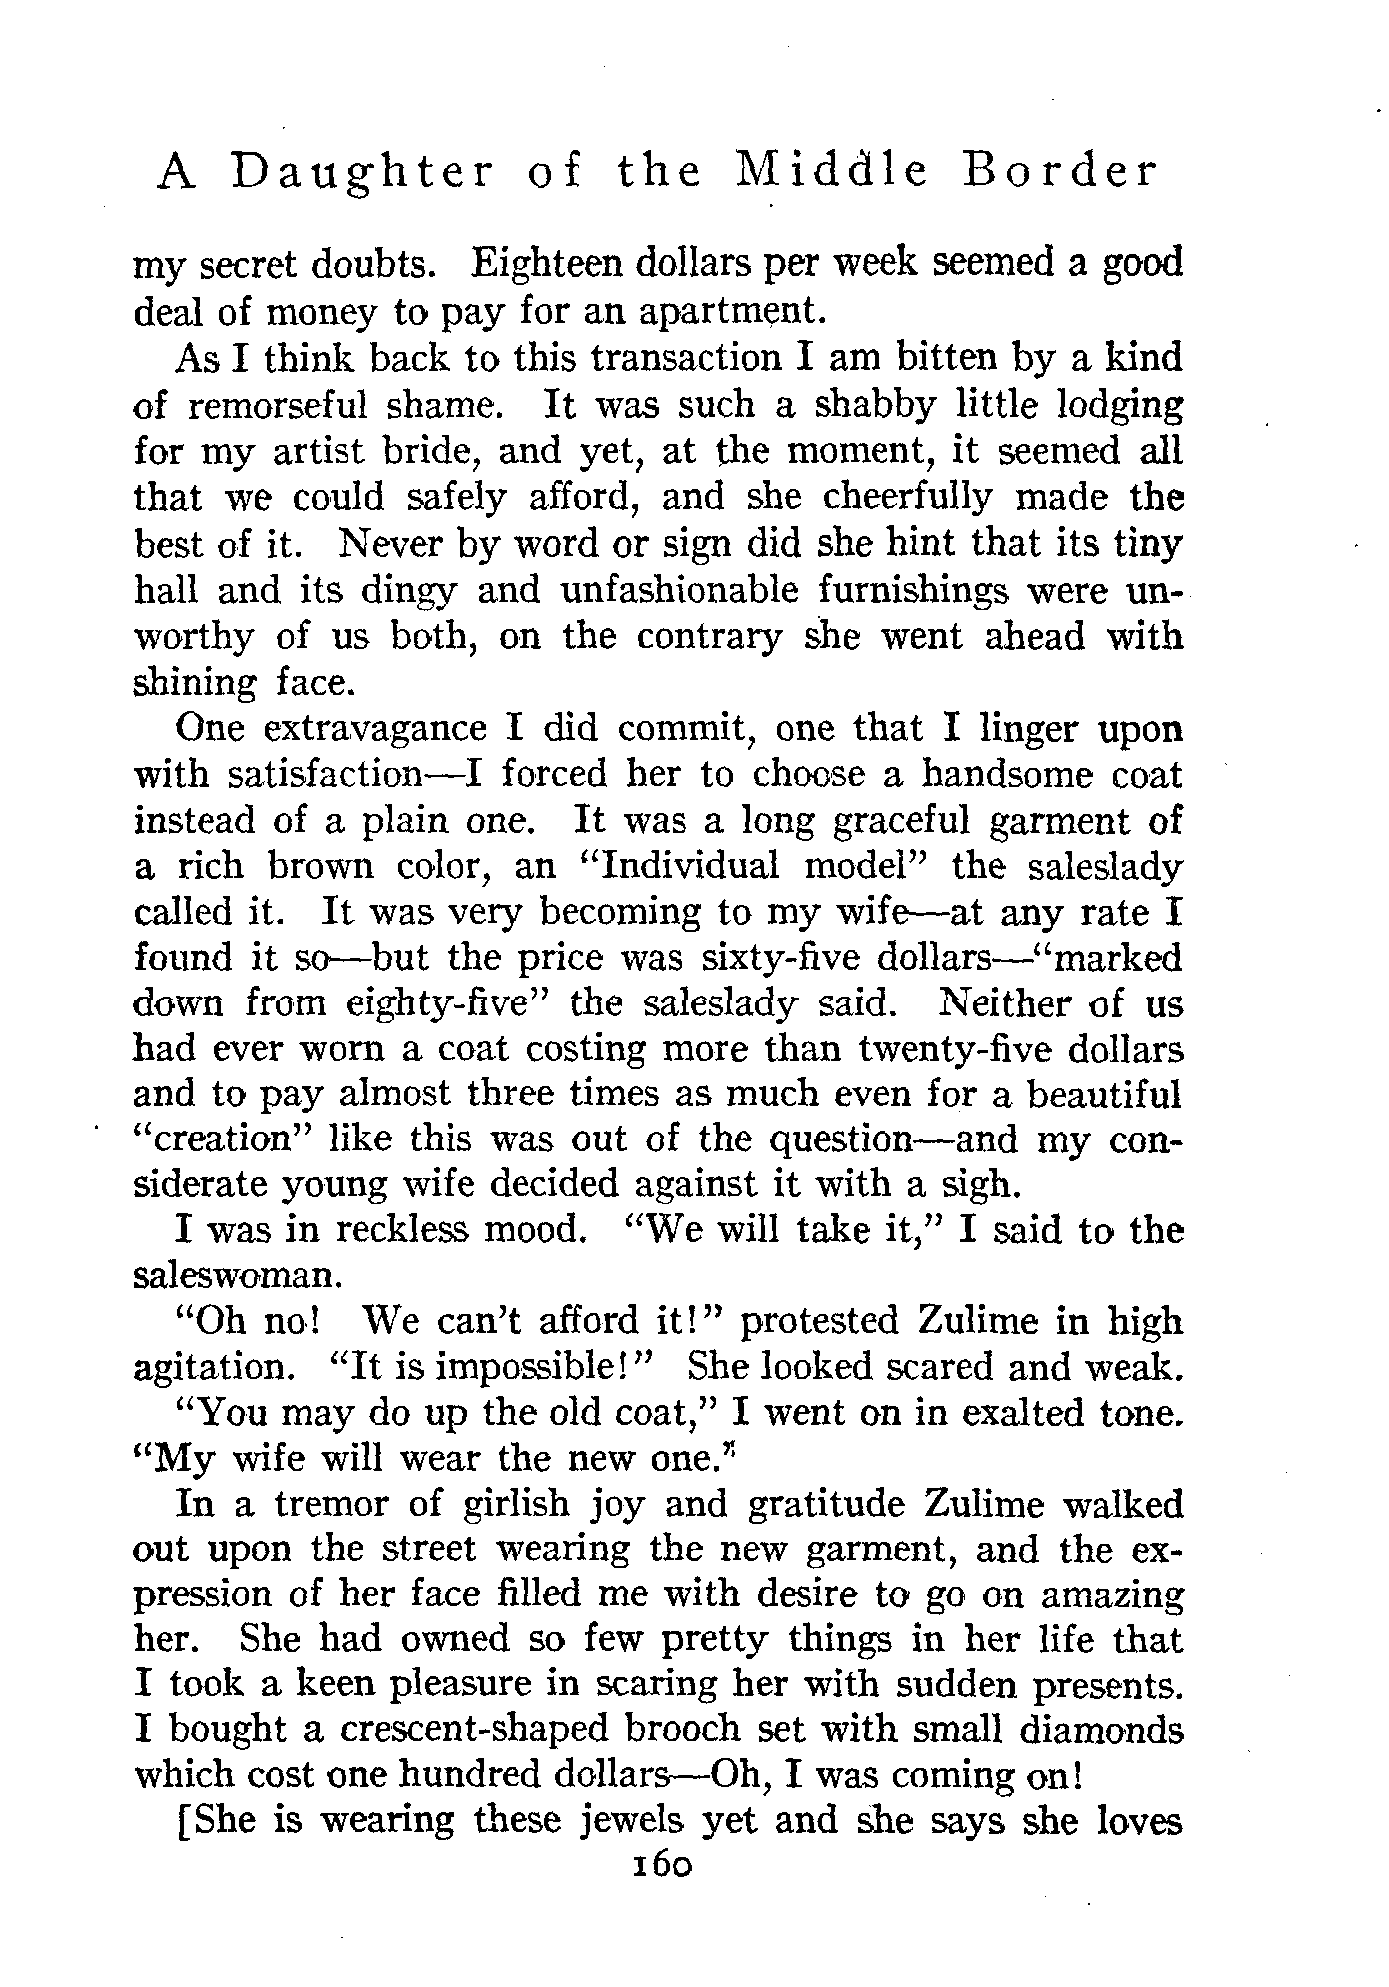 A Daughter of the Middle Border
my secret doubts. Eighteen dollars per week seemed a good
deal of money to pay for an apartment.
As I think back to this transaction I am bitten by a kind
of remorseful shame. It was such a shabby little lodging
for my artist bride, and yet, at the moment, it seemed all
that we could safely afford, and she cheerfully made the
best of it. Never by word or sign did she hint that its tiny
hall and its dingy and unfashionable furnishings were un-
worthy of us both, on the contrary she went ahead with
shining face.
One extravagance I did commit, one that I linger upon
with satisfaction—I forced her to choose a handsome coat
instead of a plain one. It was a long graceful garment of
a rich brown color, an “Individual model” the saleslady
called it. It was very becoming to my wife—at any rate I
found it so—but the price was sixty-five dollars—“marked
down from eighty-five” the saleslady said. Neither of us
had ever worn a coat costing more than twenty-five dollars
and to pay almost three times as much even for a beautiful
“creation” like this was out of the question—and my con-
siderate young wife decided against it with a sigh.
I was in reckless mood. “We will take it,” I said to the
saleswoman.
“Oh no! We can't afford it!” protested Zulime in high
agitation. “It is impossible!” She looked scared and weak.
“You may do up the old coat,” I went on in exalted tone.
“My wife will wear the new one.”
In a tremor of girlish joy and gratitude Zulime walked
out upon the street wearing the new garment, and the ex-
pression of her face filled me with desire to go on amazing
her. She had owned so few pretty things in her life that
I took a keen pleasure in scaring her with sudden presents.
I bought a crescent-shaped brooch set with small diamonds
which cost one hundred dollars—Oh, I was coming on!
[She is wearing these jewels yet and she says she loves
160